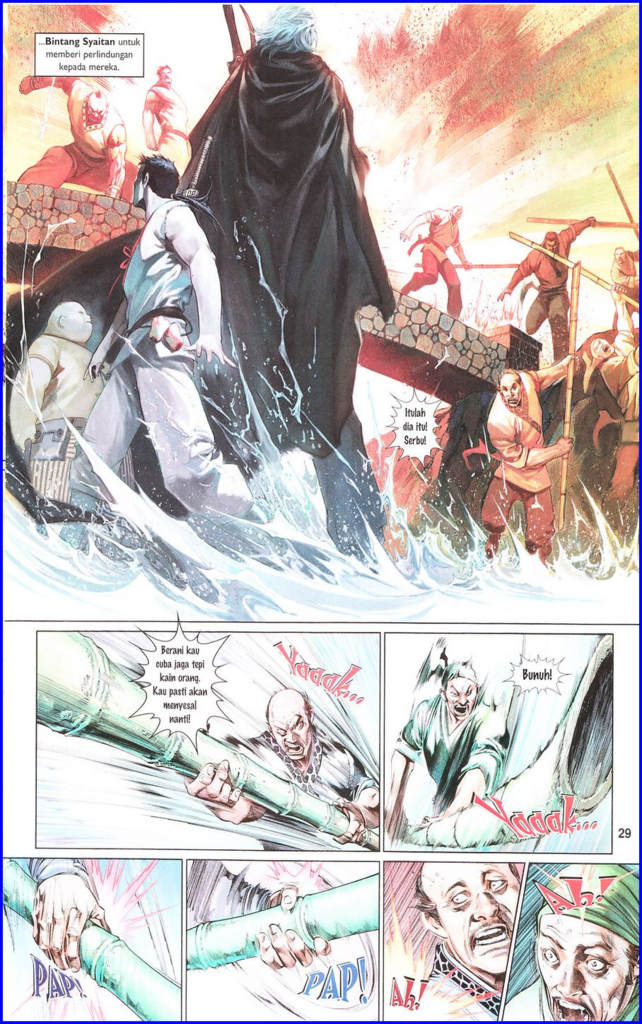 ...Bintang Syaitan untuk
memberi perlindungan
kepada mereka.
Itulah
dia itu!
Serbu!
Berani kau
cuba jaga tepi
kain orang.
Kau pasti akan
menyesal
nanti!
Yaaak...
Bunuh!
Yaaak...
29
PAP!
PAP!
Ah!
Ah!